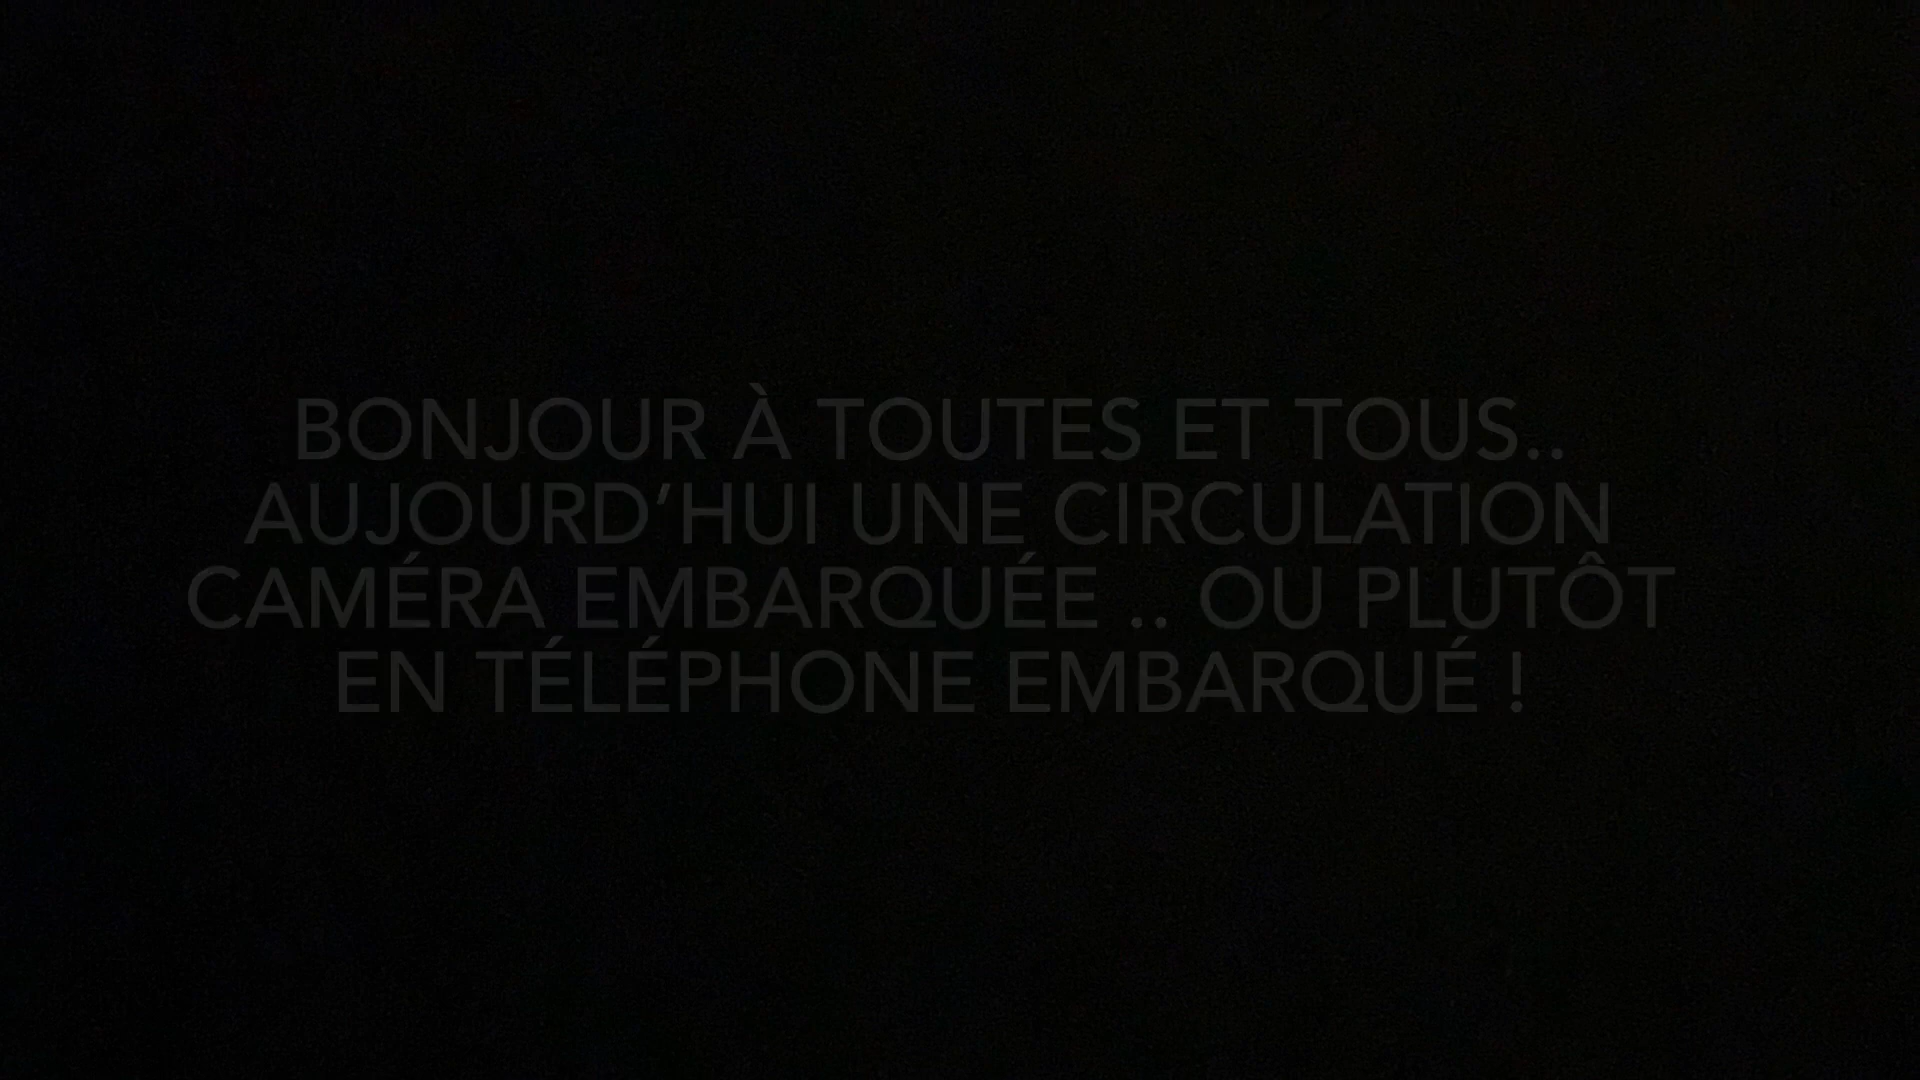 BONJOUR À TOUTES ET TOUS..
AUJOURD’HUI UNE CIRCULATION
CAMÉRA EMBARQUÉE .. OU PLUTÔT
EN TÉLÉPHONE EMBARQUÉ !